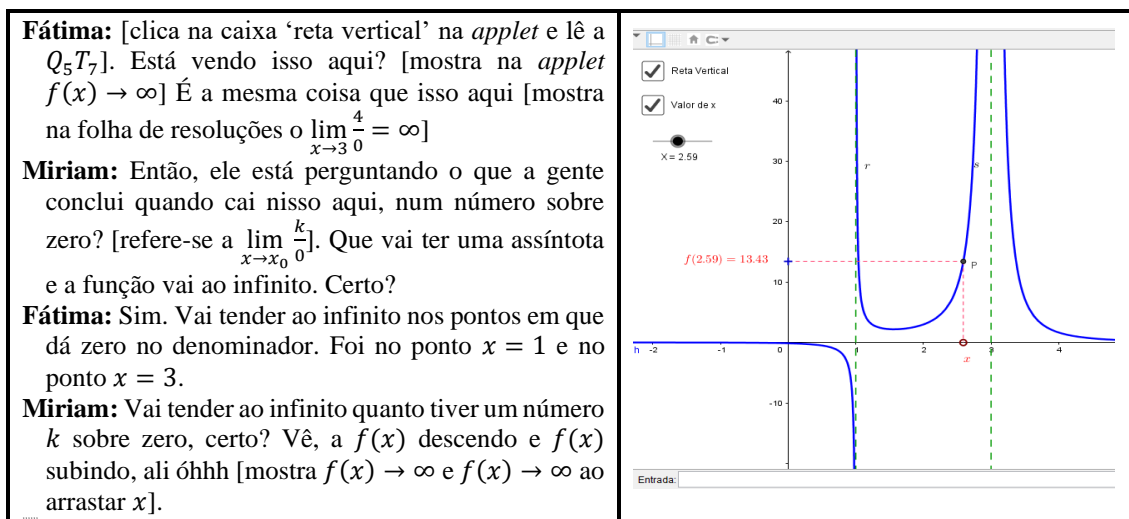 Fátima: [clica na caixa ‘reta vertical’ na applet e lê a
Q₅T₇]. Está vendo isso aqui? [mostra na applet
f(x) → ∞] É a mesma coisa que isso aqui [mostra
na folha de resoluções o lim x→3 4/0 = ∞]
Miriam: Então, ele está perguntando o que a gente
conclui quando cai nisso aqui, num número sobre
zero? [refere-se a lim x→x₀ k/0]. Que vai ter uma assíntota
e a função vai ao infinito. Certo?
Fátima: Sim. Vai tender ao infinito nos pontos em que
dá zero no denominador. Foi no ponto x = 1 e no
ponto x = 3.
Miriam: Vai tender ao infinito quanto tiver um número
k sobre zero, certo? Vê, a f(x) descendo e f(x)
subindo, ali óhhh [mostra f(x) → ∞ e f(x) → ∞ ao
arrastar x].
Reta Vertical
Valor de x
X = 2.59
40
30
r
s
20
f(2.59) = 13.43
P
10
h -2 -1 0 1 2 3 4
x
-10
Entrada: